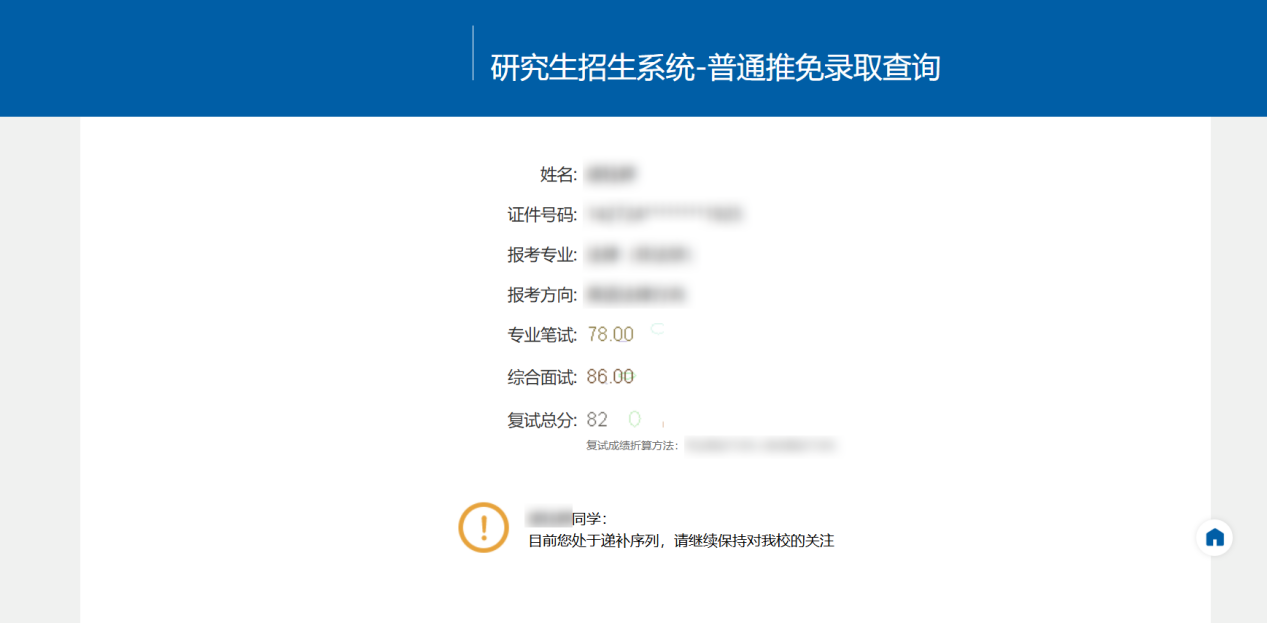 研究生招生系统-普通推免录取查询
姓名:
证件号码:
报考专业:
报考方向:
专业笔试: 78.00
综合面试: 86.00
复试总分: 82
复试成绩折算方法:
同学:
目前您处于递补序列，请继续保持对我校的关注